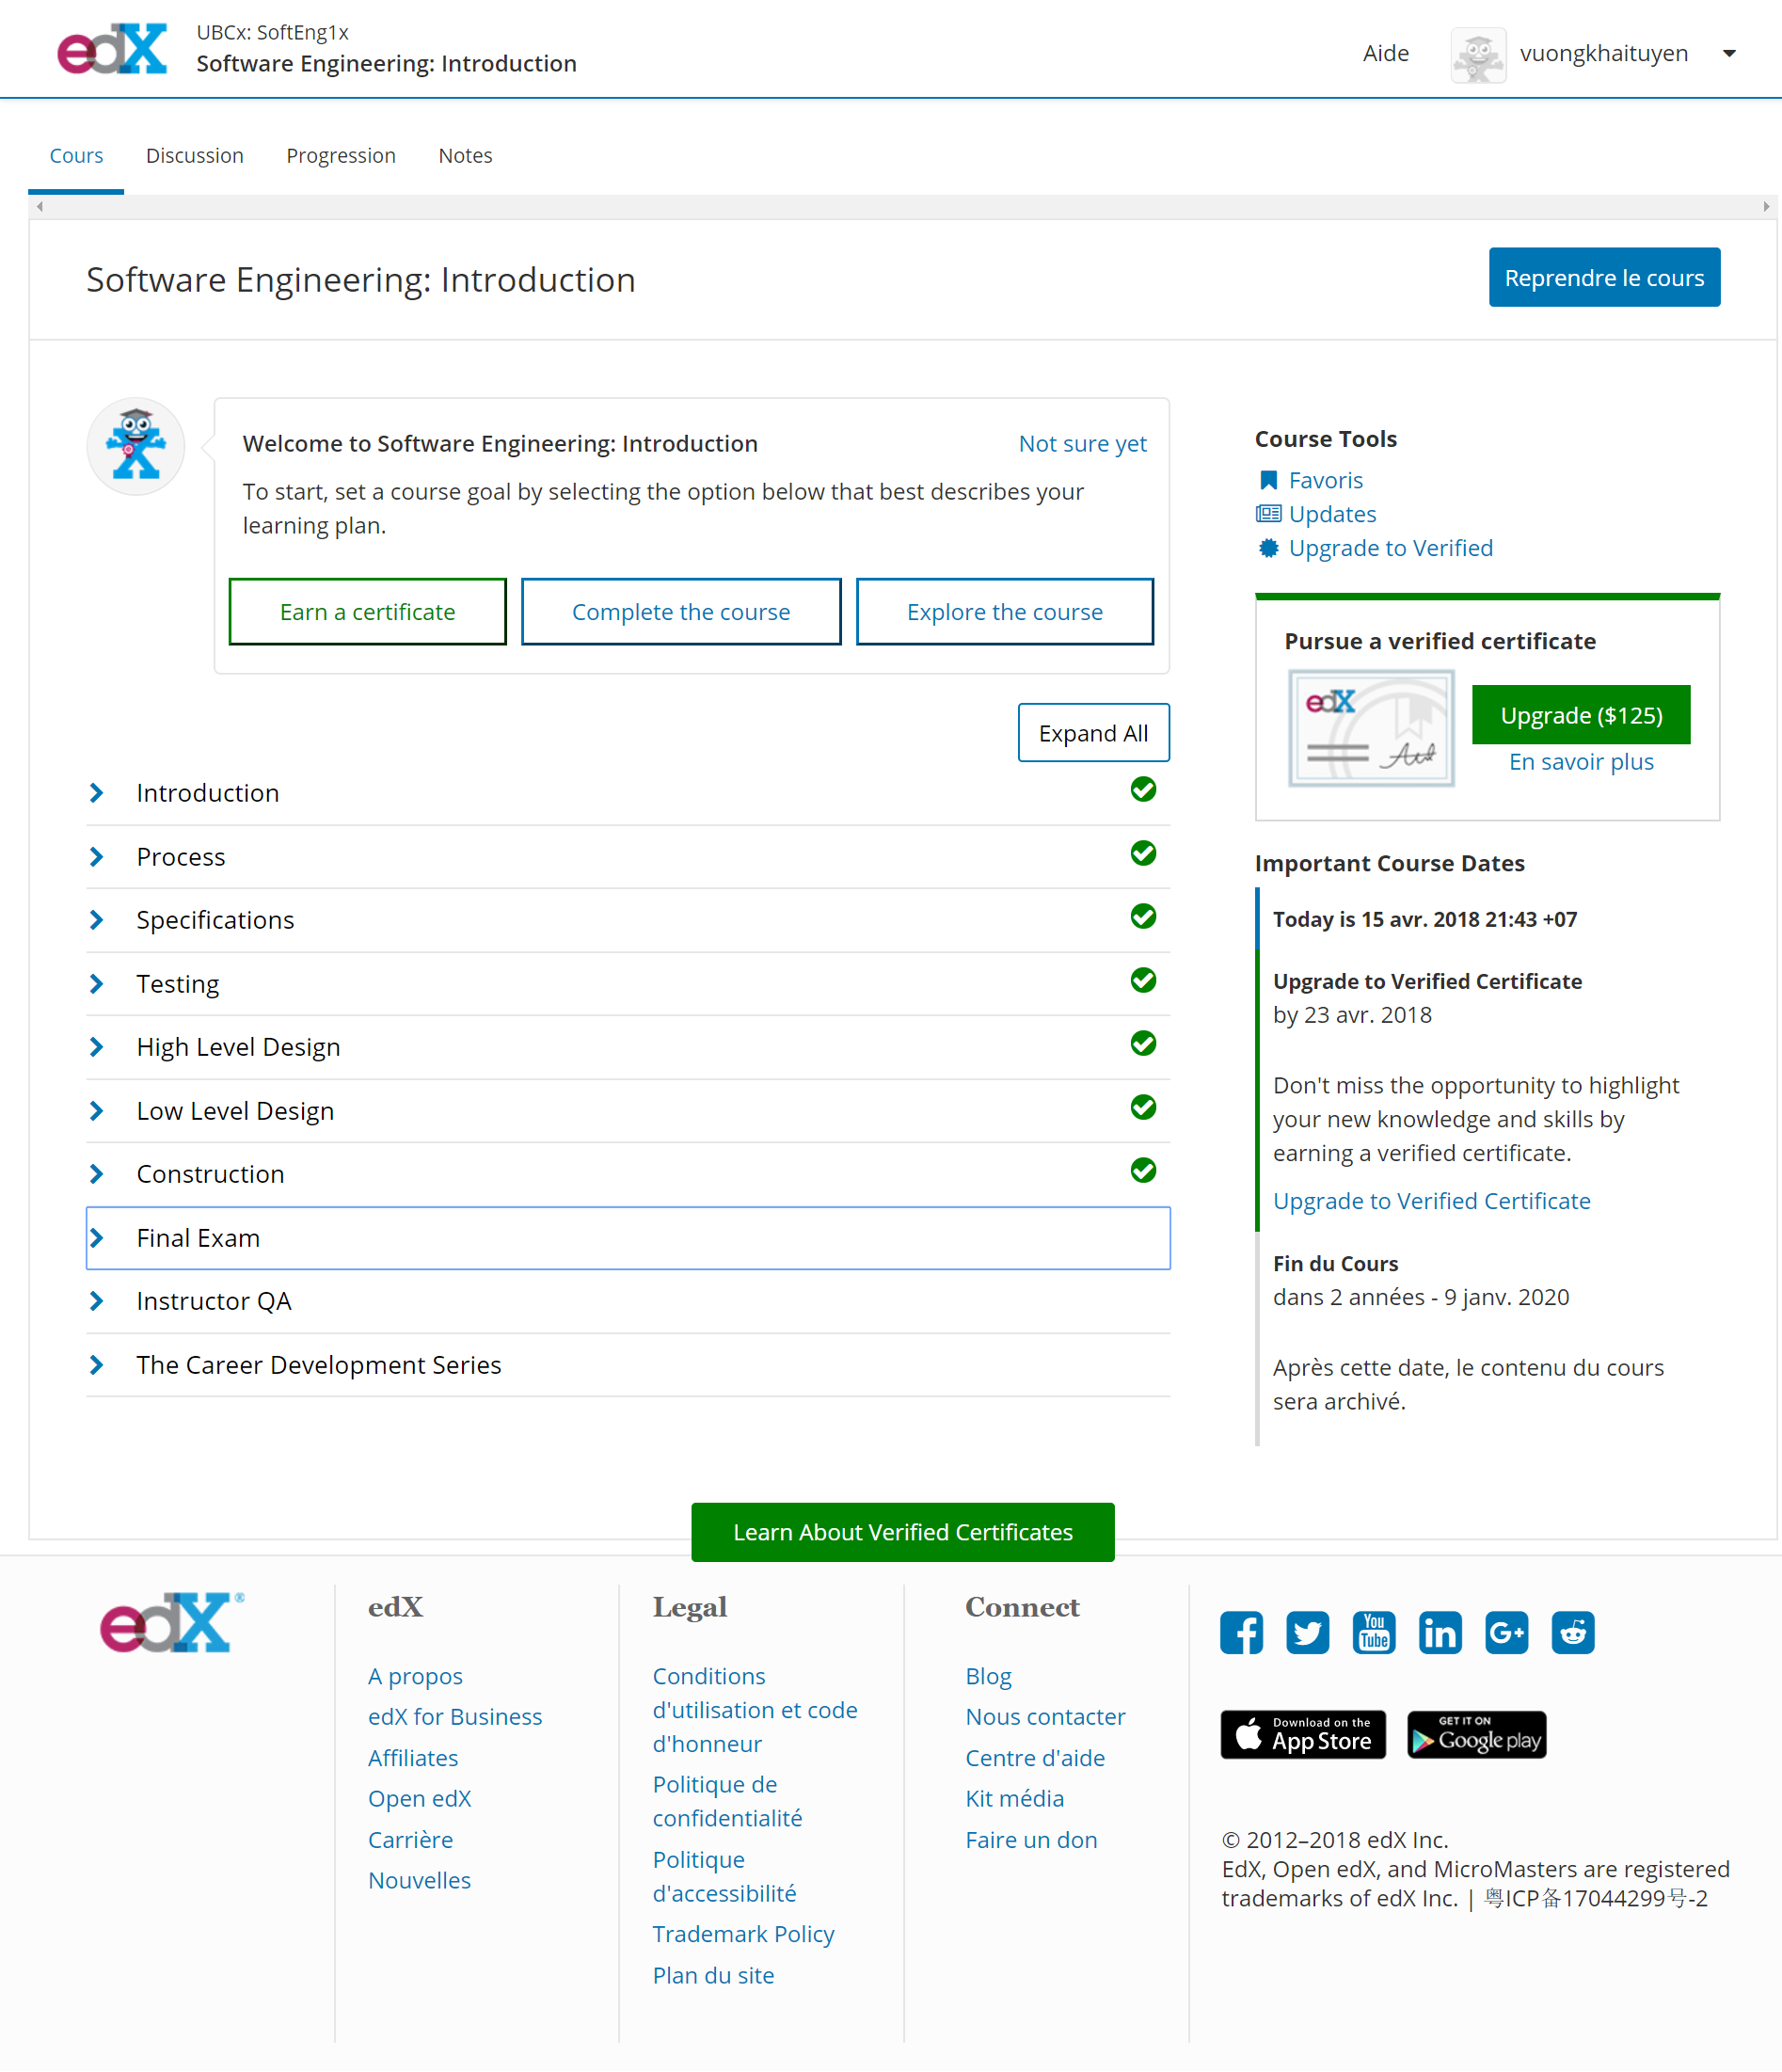 edX
UBCx: SoftEng1x
Software Engineering: Introduction
Aide
vuongkhaituyen
Cours
Discussion
Progression
Notes
Software Engineering: Introduction
Reprendre le cours
Welcome to Software Engineering: Introduction
Not sure yet
To start, set a course goal by selecting the option below that best describes your
learning plan.
Earn a certificate
Complete the course
Explore the course
Expand All
Introduction
Process
Specifications
Testing
High Level Design
Low Level Design
Construction
Final Exam
Instructor QA
The Career Development Series
Course Tools
Favoris
Updates
Upgrade to Verified
Pursue a verified certificate
edX
Upgrade ($125)
En savoir plus
Important Course Dates
Today is 15 avr. 2018 21:43 +07
Upgrade to Verified Certificate
by 23 avr. 2018
Don't miss the opportunity to highlight
your new knowledge and skills by
earning a verified certificate.
Upgrade to Verified Certificate
Fin du Cours
dans 2 années - 9 janv. 2020
Après cette date, le contenu du cours
sera archivé.
Learn About Verified Certificates
edX®
edX
A propos
edX for Business
Affiliates
Open edX
Carrière
Nouvelles
Legal
Conditions
d'utilisation et code
d'honneur
Politique de
confidentialité
Politique
d'accessibilité
Trademark Policy
Plan du site
Connect
Blog
Nous contacter
Centre d'aide
Kit média
Faire un don
You
Tube
in
G+
Download on the
App Store
GET IT ON
Google play
© 2012–2018 edX Inc.
EdX, Open edX, and MicroMasters are registered
trademarks of edX Inc. | 粤ICP备17044299号-2